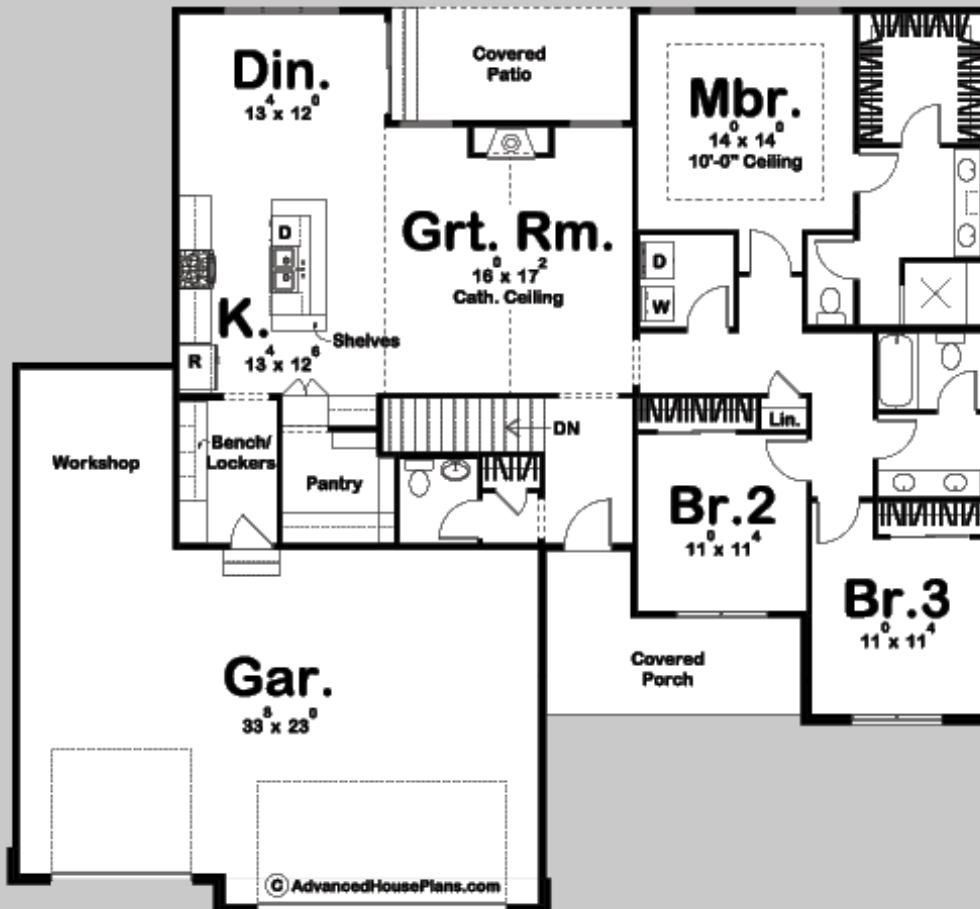 Din.
13⁴ x 12⁰
Covered
Patio
Mbr.
14⁰ x 14⁰
10'-0" Ceiling
Grt. Rm.
16⁰ x 17²
Cath. Ceiling
D
D
W
K.
13⁴ x 12⁶
Shelves
R
Lin.
DN
Bench/
Lockers
Workshop
Pantry
Br.2
11⁰ x 11⁴
Br.3
11⁰ x 11⁴
Covered
Porch
Gar.
33⁸ x 23⁰
© AdvancedHousePlans.com